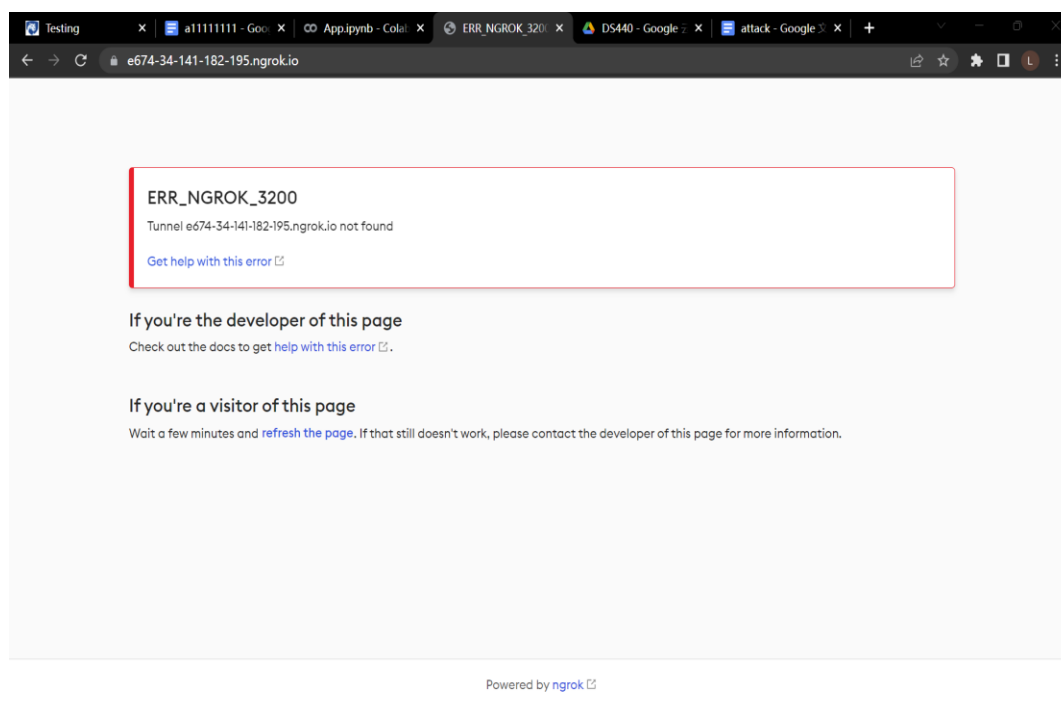 Testing
a11111111 - Goo
App.ipynb - Colab
ERR_NGROK_320
DS440 - Google
attack - Google
e674-34-141-182-195.ngrok.io
L
ERR_NGROK_3200
Tunnel e674-34-141-182-195.ngrok.io not found
Get help with this error
If you're the developer of this page
Check out the docs to get help with this error.
If you're a visitor of this page
Wait a few minutes and refresh the page. If that still doesn't work, please contact the developer of this page for more information.
Powered by ngrok